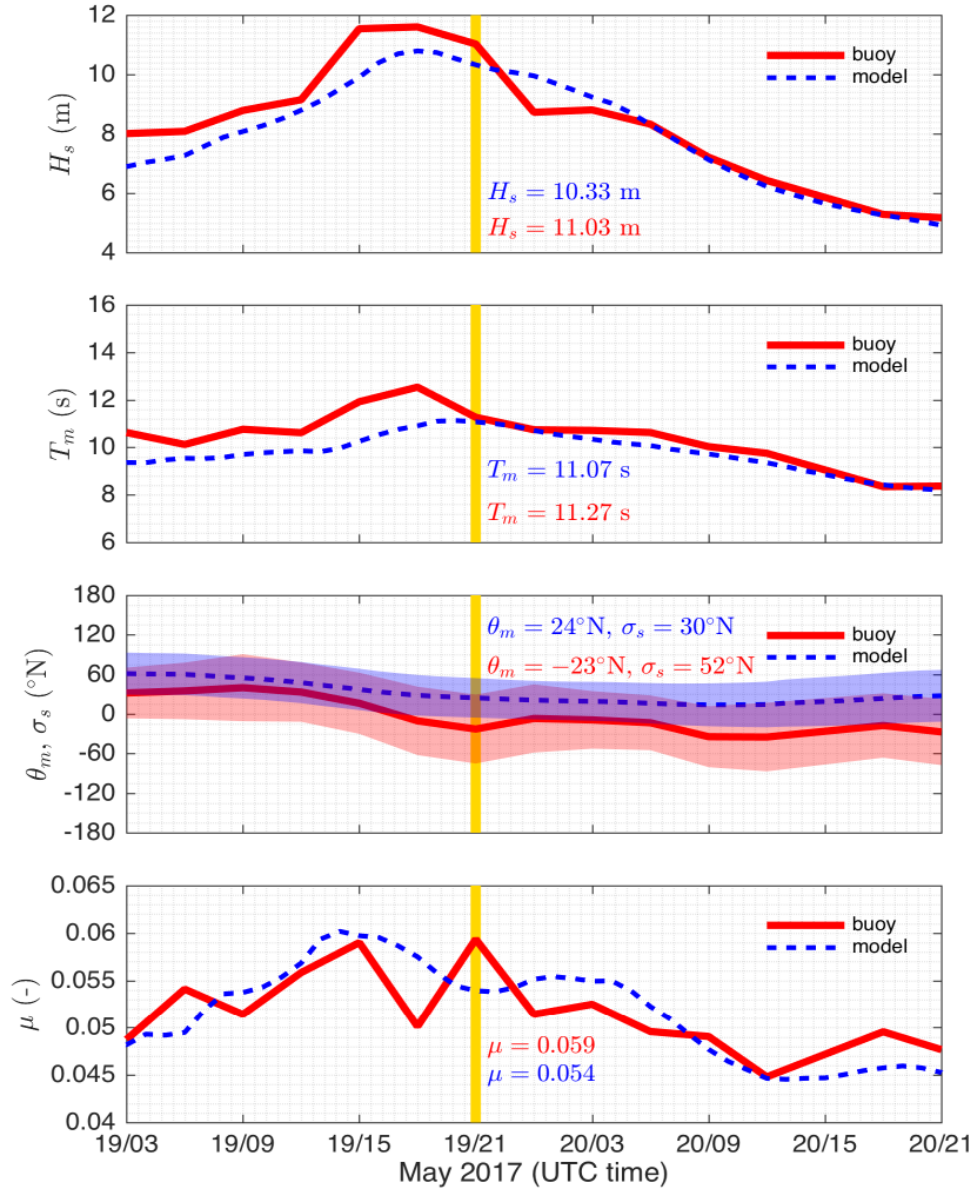 12
10
8
6
4
H_s (m)
buoy
model
H_s = 10.33 m
H_s = 11.03 m
16
14
12
10
8
6
T_m (s)
buoy
model
T_m = 11.07 s
T_m = 11.27 s
180
120
60
0
-60
-120
-180
θ_m, σ_s (°N)
θ_m = 24°N, σ_s = 30°N
θ_m = −23°N, σ_s = 52°N
buoy
model
0.065
0.06
0.055
0.05
0.045
0.04
μ (-)
buoy
model
μ = 0.059
μ = 0.054
19/03 19/09 19/15 19/21 20/03 20/09 20/15 20/21
May 2017 (UTC time)